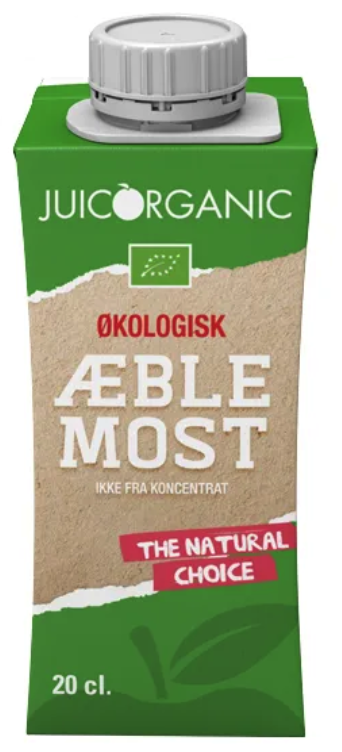 JUICORGANIC
ØKOLOGISK
ÆBLE
MOST
IKKE FRA KONCENTRAT
THE NATURAL
CHOICE
20 cl.